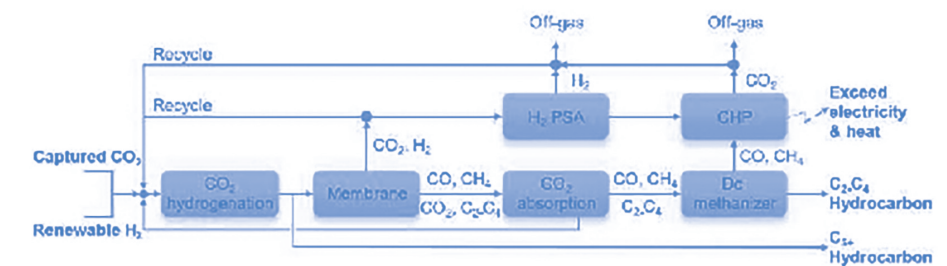 Off-gas
Off-gas
Recycle
H₂
CO₂
Recycle
H₂ PSA
CHP
Exceed
electricity
& heat
CO₂, H₂
CO, CH₄
Captured CO₂
CO₂
hydrogenation
Membrane
CO, CH₄
CO₂, C₂-C₄
CO₂
absorption
CO, CH₄
C₂-C₄
De
methanizer
C₂-C₄
Hydrocarbon
Renewable H₂
C₅₊
Hydrocarbon